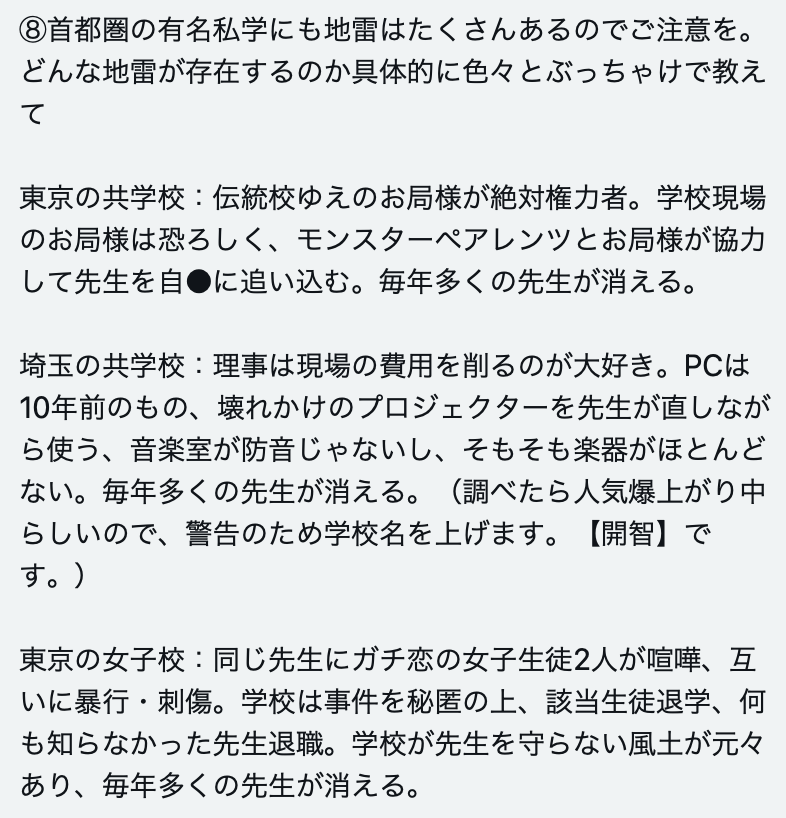 ⑧首都圏の有名私学にも地雷はたくさんあるのでご注意を。
どんな地雷が存在するのか具体的に色々とぶっちゃけで教え
て
東京の共学校：伝統校ゆえのお局様が絶対権力者。学校現場
のお局様は恐ろしく、モンスターペアレンツとお局様が協力
して先生を自●に追い込む。毎年多くの先生が消える。
埼玉の共学校：理事は現場の費用を削るのが大好き。PCは
10年前のもの、壊れかけのプロジェクターを先生が直しなが
ら使う、音楽室が防音じゃないし、そもそも楽器がほとんど
ない。毎年多くの先生が消える。（調べたら人気爆上がり中
らしいので、警告のため学校名を上げます。【開智】で
す。）
東京の女子校：同じ先生にガチ恋の女子生徒2人が喧嘩、互
いに暴行・刺傷。学校は事件を秘匿の上、該当生徒退学、何
も知らなかった先生退職。学校が先生を守らない風土が元々
あり、毎年多くの先生が消える。